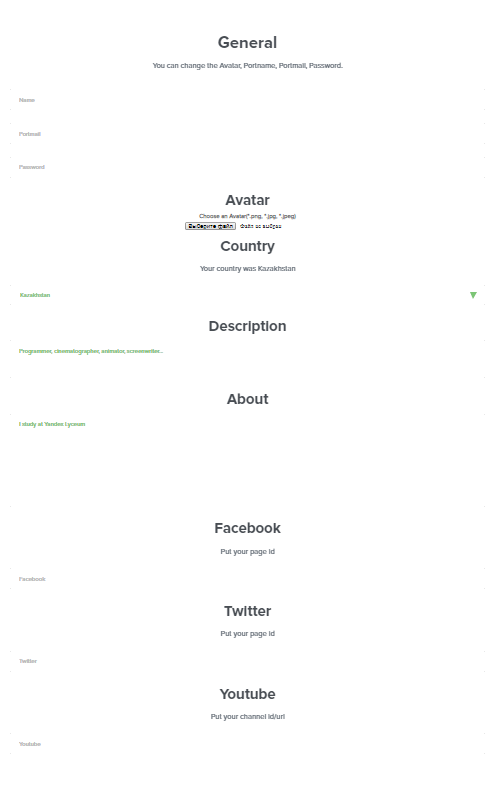 General
You can change the Avatar, Portname, Portmail, Password.
Name
Portmail
Password
Avatar
Choose an Avatar(*.png, *.jpg, *.jpeg)
Выберите файл Файл не выбран
Country
Your country was Kazakhstan
Kazakhstan
Description
Programmer, cinematographer, animator, screenwriter...
About
I study at Yandex Lyceum
Facebook
Put your page id
Facebook
Twitter
Put your page id
Twitter
Youtube
Put your channel id/url
Youtube